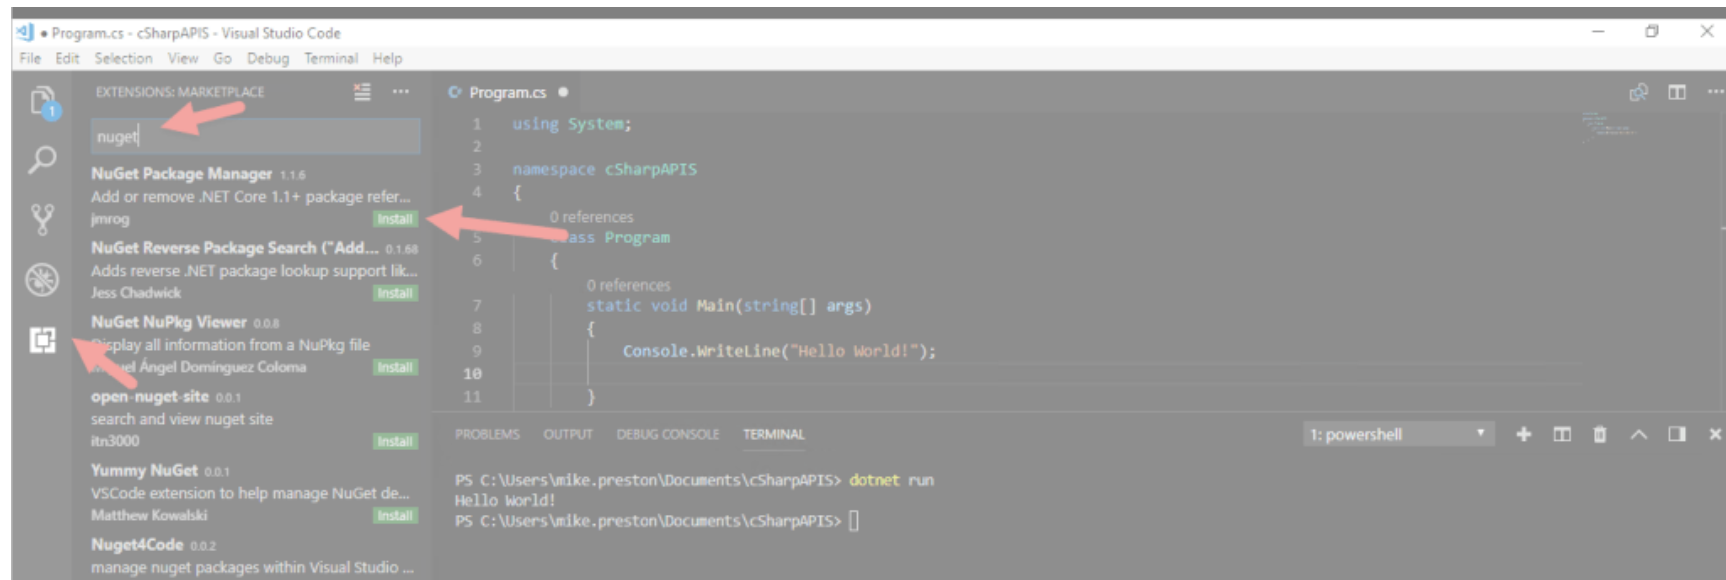 ● Program.cs - cSharpAPIS - Visual Studio Code
File Edit Selection View Go Debug Terminal Help
1
EXTENSIONS: MARKETPLACE
nuget
NuGet Package Manager 1.1.6
Add or remove .NET Core 1.1+ package refer...
jmrog Install
NuGet Reverse Package Search ("Add... 0.1.68
Adds reverse .NET package lookup support lik...
Jess Chadwick Install
NuGet NuPkg Viewer 0.0.8
Display all information from a NuPkg file
Ángel Domínguez Coloma Install
open-nuget-site 0.0.1
search and view nuget site
itn3000 Install
Yummy NuGet 0.0.1
VSCode extension to help manage NuGet de...
Matthew Kowalski Install
Nuget4Code 0.0.2
manage nuget packages within Visual Studio ...
Program.cs ●
1 using System;
2
3 namespace cSharpAPIS
4 {
0 references
5 class Program
6 {
0 references
7 static void Main(string[] args)
8 {
9 Console.WriteLine("Hello World!");
10
11 }
PROBLEMS OUTPUT DEBUG CONSOLE TERMINAL 1: powershell
PS C:\Users\mike.preston\Documents\cSharpAPIS> dotnet run
Hello World!
PS C:\Users\mike.preston\Documents\cSharpAPIS>